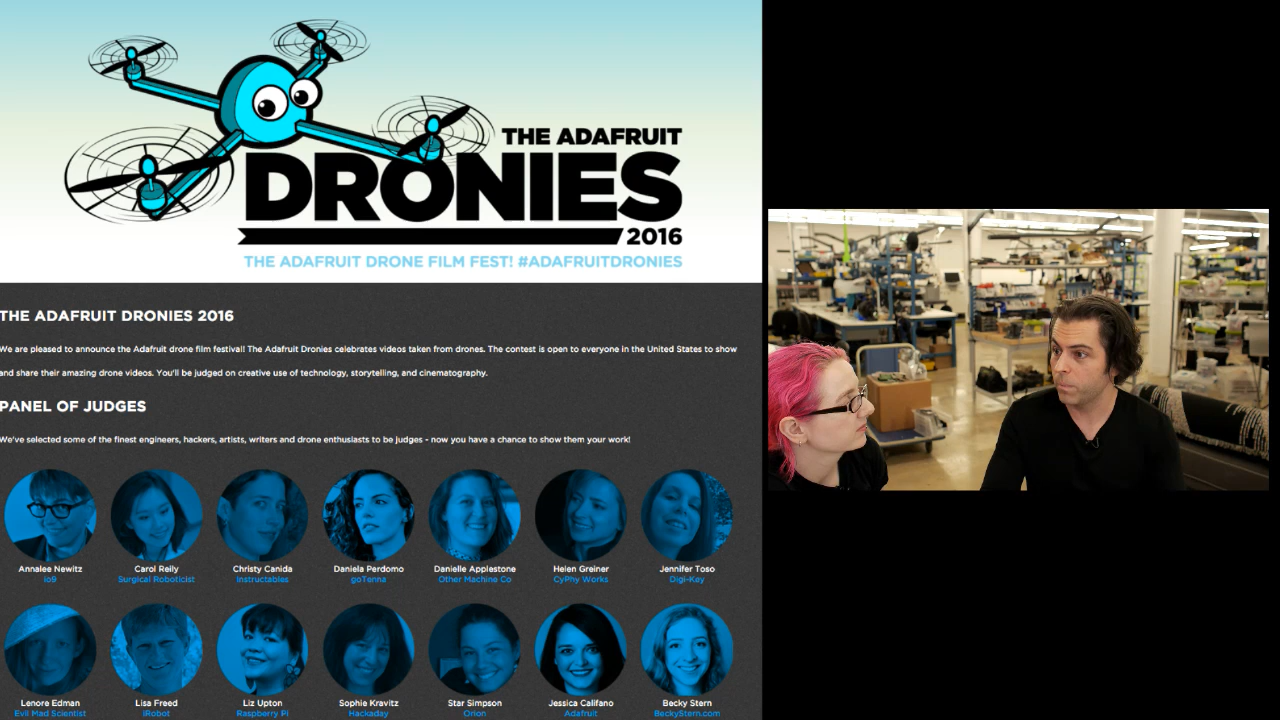 THE ADAFRUIT
DRONIES
2016
THE ADAFRUIT DRONE FILM FEST! #ADAFRUITDRONIES
THE ADAFRUIT DRONIES 2016
We are pleased to announce the Adafruit drone film festival! The Adafruit Dronies celebrates videos taken from drones. The contest is open to everyone in the United States to show
and share their amazing drone videos. You'll be judged on creative use of technology, storytelling, and cinematography.
PANEL OF JUDGES
We've selected some of the finest engineers, hackers, artists, writers and drone enthusiasts to be judges - now you have a chance to show them your work!
Annalee Newitz Carol Reily Christy Canida Daniela Perdomo Danielle Applestone Helen Greiner Jennifer Toso
io9 Surgical Roboticist Instructables goTenna Other Machine Co CyPhy Works Digi-Kay
Lenore Edman Lisa Freed Liz Upton Sophie Kravitz Star Simpson Jessica Califano Becky Stern
Evil Mad Scientist iRobot Raspberry Pi Hackaday Orion Adafruit BeckyStern.com